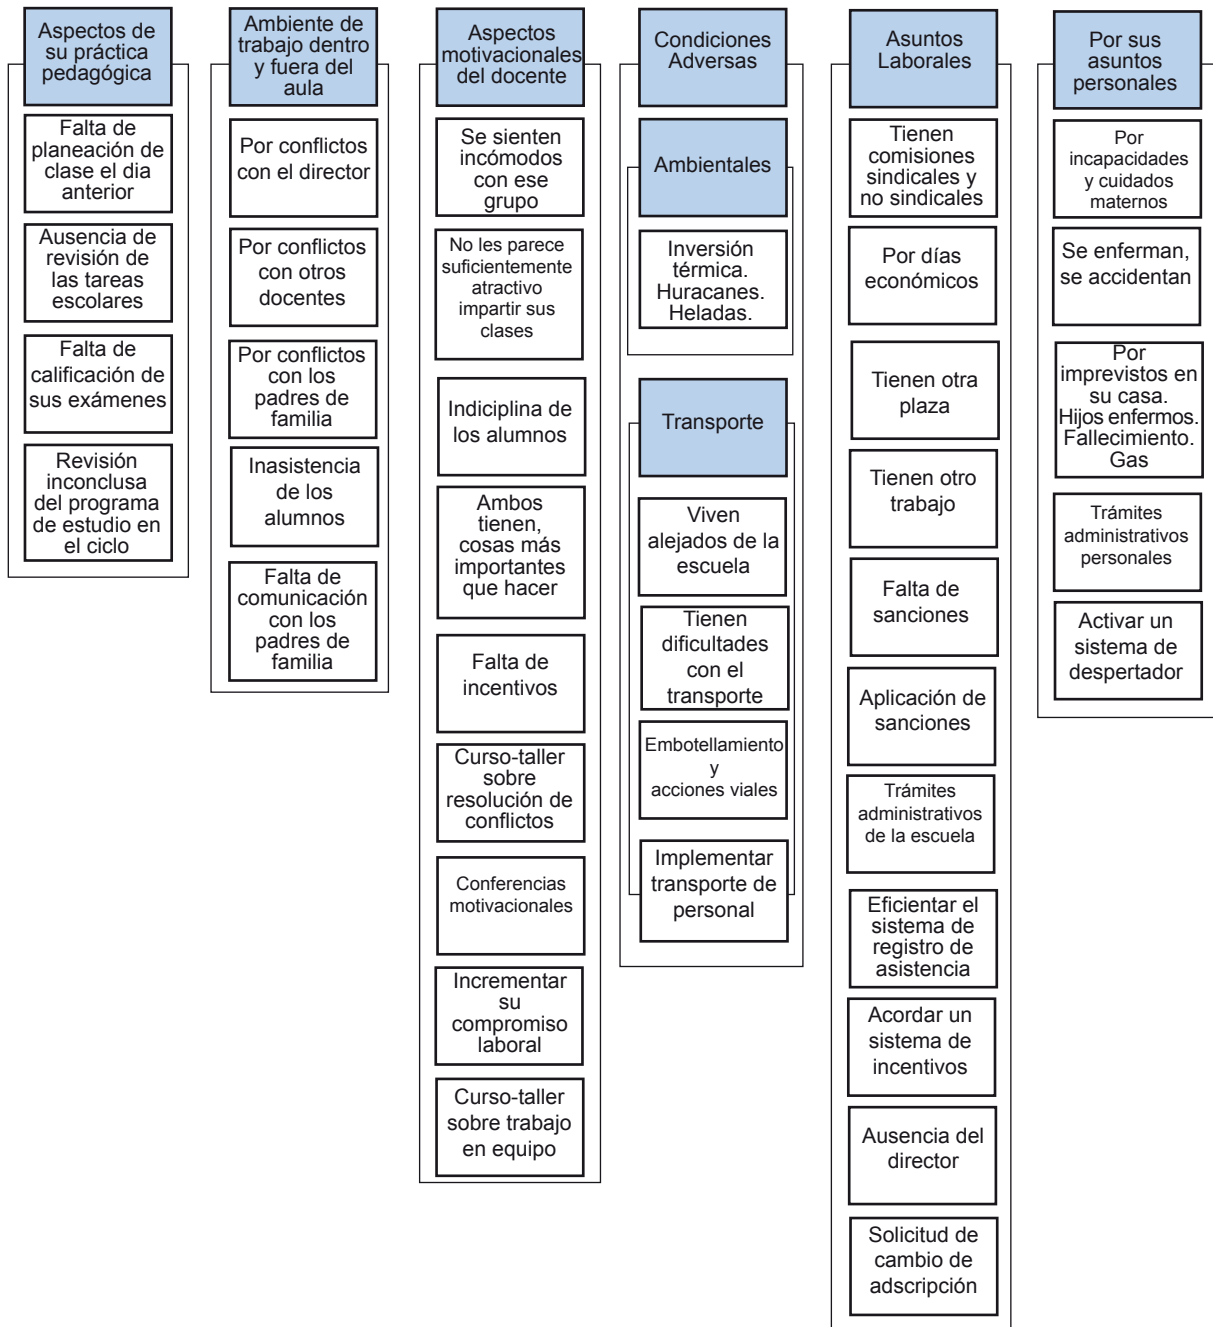 Aspectos de
su práctica
pedagógica
Falta de
planeación de
clase el dia
anterior
Ausencia de
revisión de
las tareas
escolares
Falta de
calificación de
sus exámenes
Revisión
inconclusa
del programa
de estudio en
el ciclo
Ambiente de
trabajo dentro
y fuera del
aula
Por conflictos
con el director
Por conflictos
con otros
docentes
Por conflictos
con los
padres de
familia
Inasistencia
de los
alumnos
Falta de
comunicación
con los
padres de
familia
Aspectos
motivacionales
del docente
Se sienten
incómodos
con ese
grupo
No les parece
suficientemente
atractivo
impartir sus
clases
Indiciplina de
los alumnos
Ambos
tienen,
cosas más
importantes
que hacer
Falta de
incentivos
Curso-taller
sobre
resolución de
conflictos
Conferencias
motivacionales
Incrementar
su
compromiso
laboral
Curso-taller
sobre trabajo
en equipo
Condiciones
Adversas
Ambientales
Inversión
térmica.
Huracanes.
Heladas.
Transporte
Viven
alejados de la
escuela
Tienen
dificultades
con el
transporte
Embotellamiento
y
acciones viales
Implementar
transporte de
personal
Asuntos
Laborales
Tienen
comisiones
sindicales y
no sindicales
Por días
económicos
Tienen otra
plaza
Tienen otro
trabajo
Falta de
sanciones
Aplicación de
sanciones
Trámites
administrativos
de la escuela
Eficientar el
sistema de
registro de
asistencia
Acordar un
sistema de
incentivos
Ausencia del
director
Solicitud de
cambio de
adscripción
Por sus
asuntos
personales
Por
incapacidades
y cuidados
maternos
Se enferman,
se accidentan
Por
imprevistos en
su casa.
Hijos enfermos.
Fallecimiento.
Gas
Trámites
administrativos
personales
Activar un
sistema de
despertador